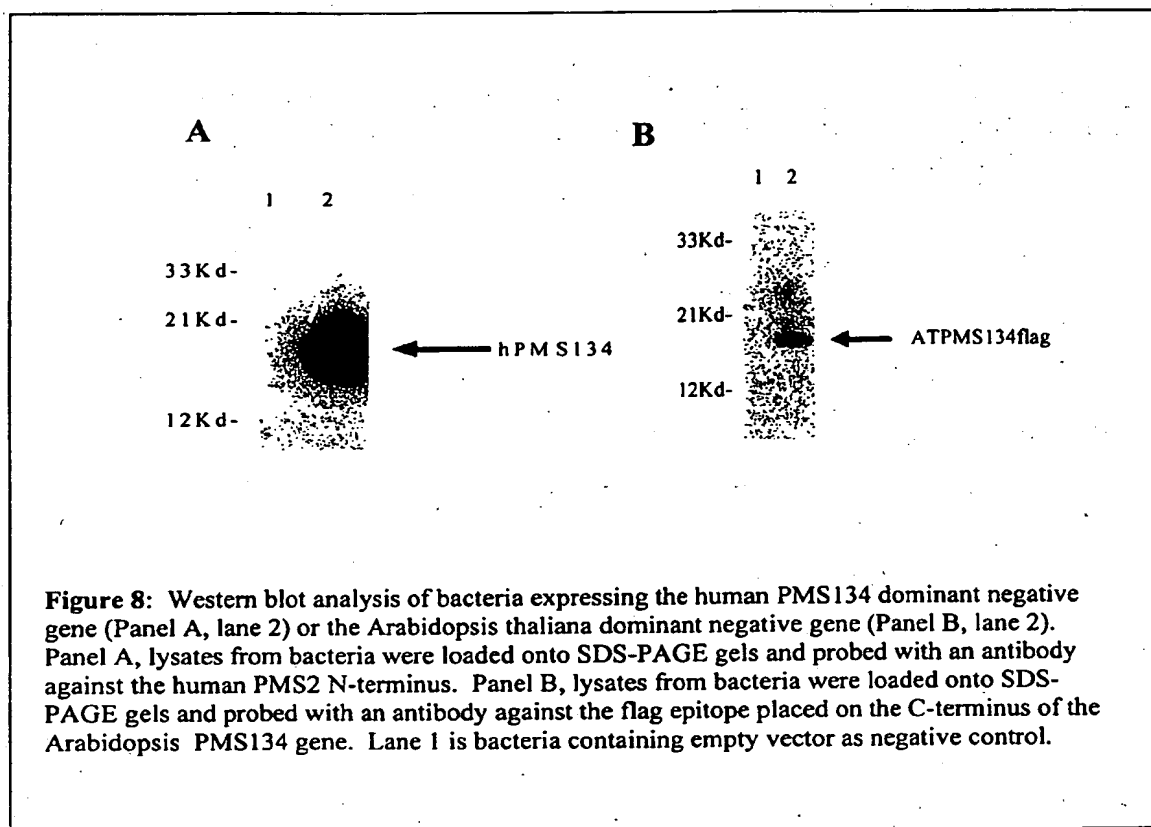 A
B
1 2
1 2
33Kd-
21Kd-
hPMS134
12Kd-
33Kd-
21Kd-
ATPMS134flag
12Kd-
Figure 8: Western blot analysis of bacteria expressing the human PMS134 dominant negative
gene (Panel A, lane 2) or the Arabidopsis thaliana dominant negative gene (Panel B, lane 2).
Panel A, lysates from bacteria were loaded onto SDS-PAGE gels and probed with an antibody
against the human PMS2 N-terminus. Panel B, lysates from bacteria were loaded onto SDS-
PAGE gels and probed with an antibody against the flag epitope placed on the C-terminus of the
Arabidopsis PMS134 gene. Lane 1 is bacteria containing empty vector as negative control.